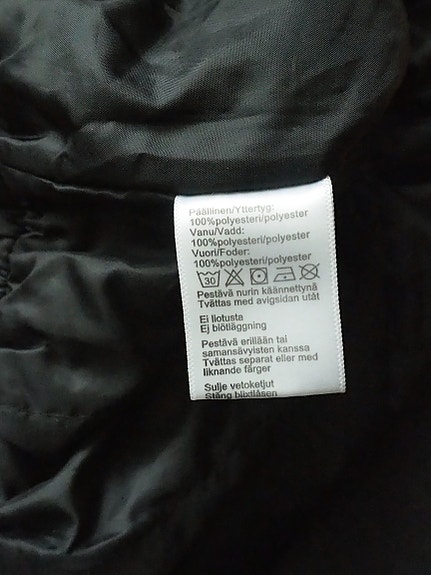 Päällinen/Yttertyg:
100%polyesteri/polyester
Vanu/Vadd:
100%polyesteri/polyester
Vuori/Foder:
100%polyesteri/polyester
30
Pestävä nurin käännettynä
Tvättas med avigsidan utåt
Ei liotusta
Ej blötläggning
Pestävä erillään tai
samansävyisten kanssa
Tvättas separat eller med
liknande färger
Sulje vetoketjut
Stäng blixtlåsen